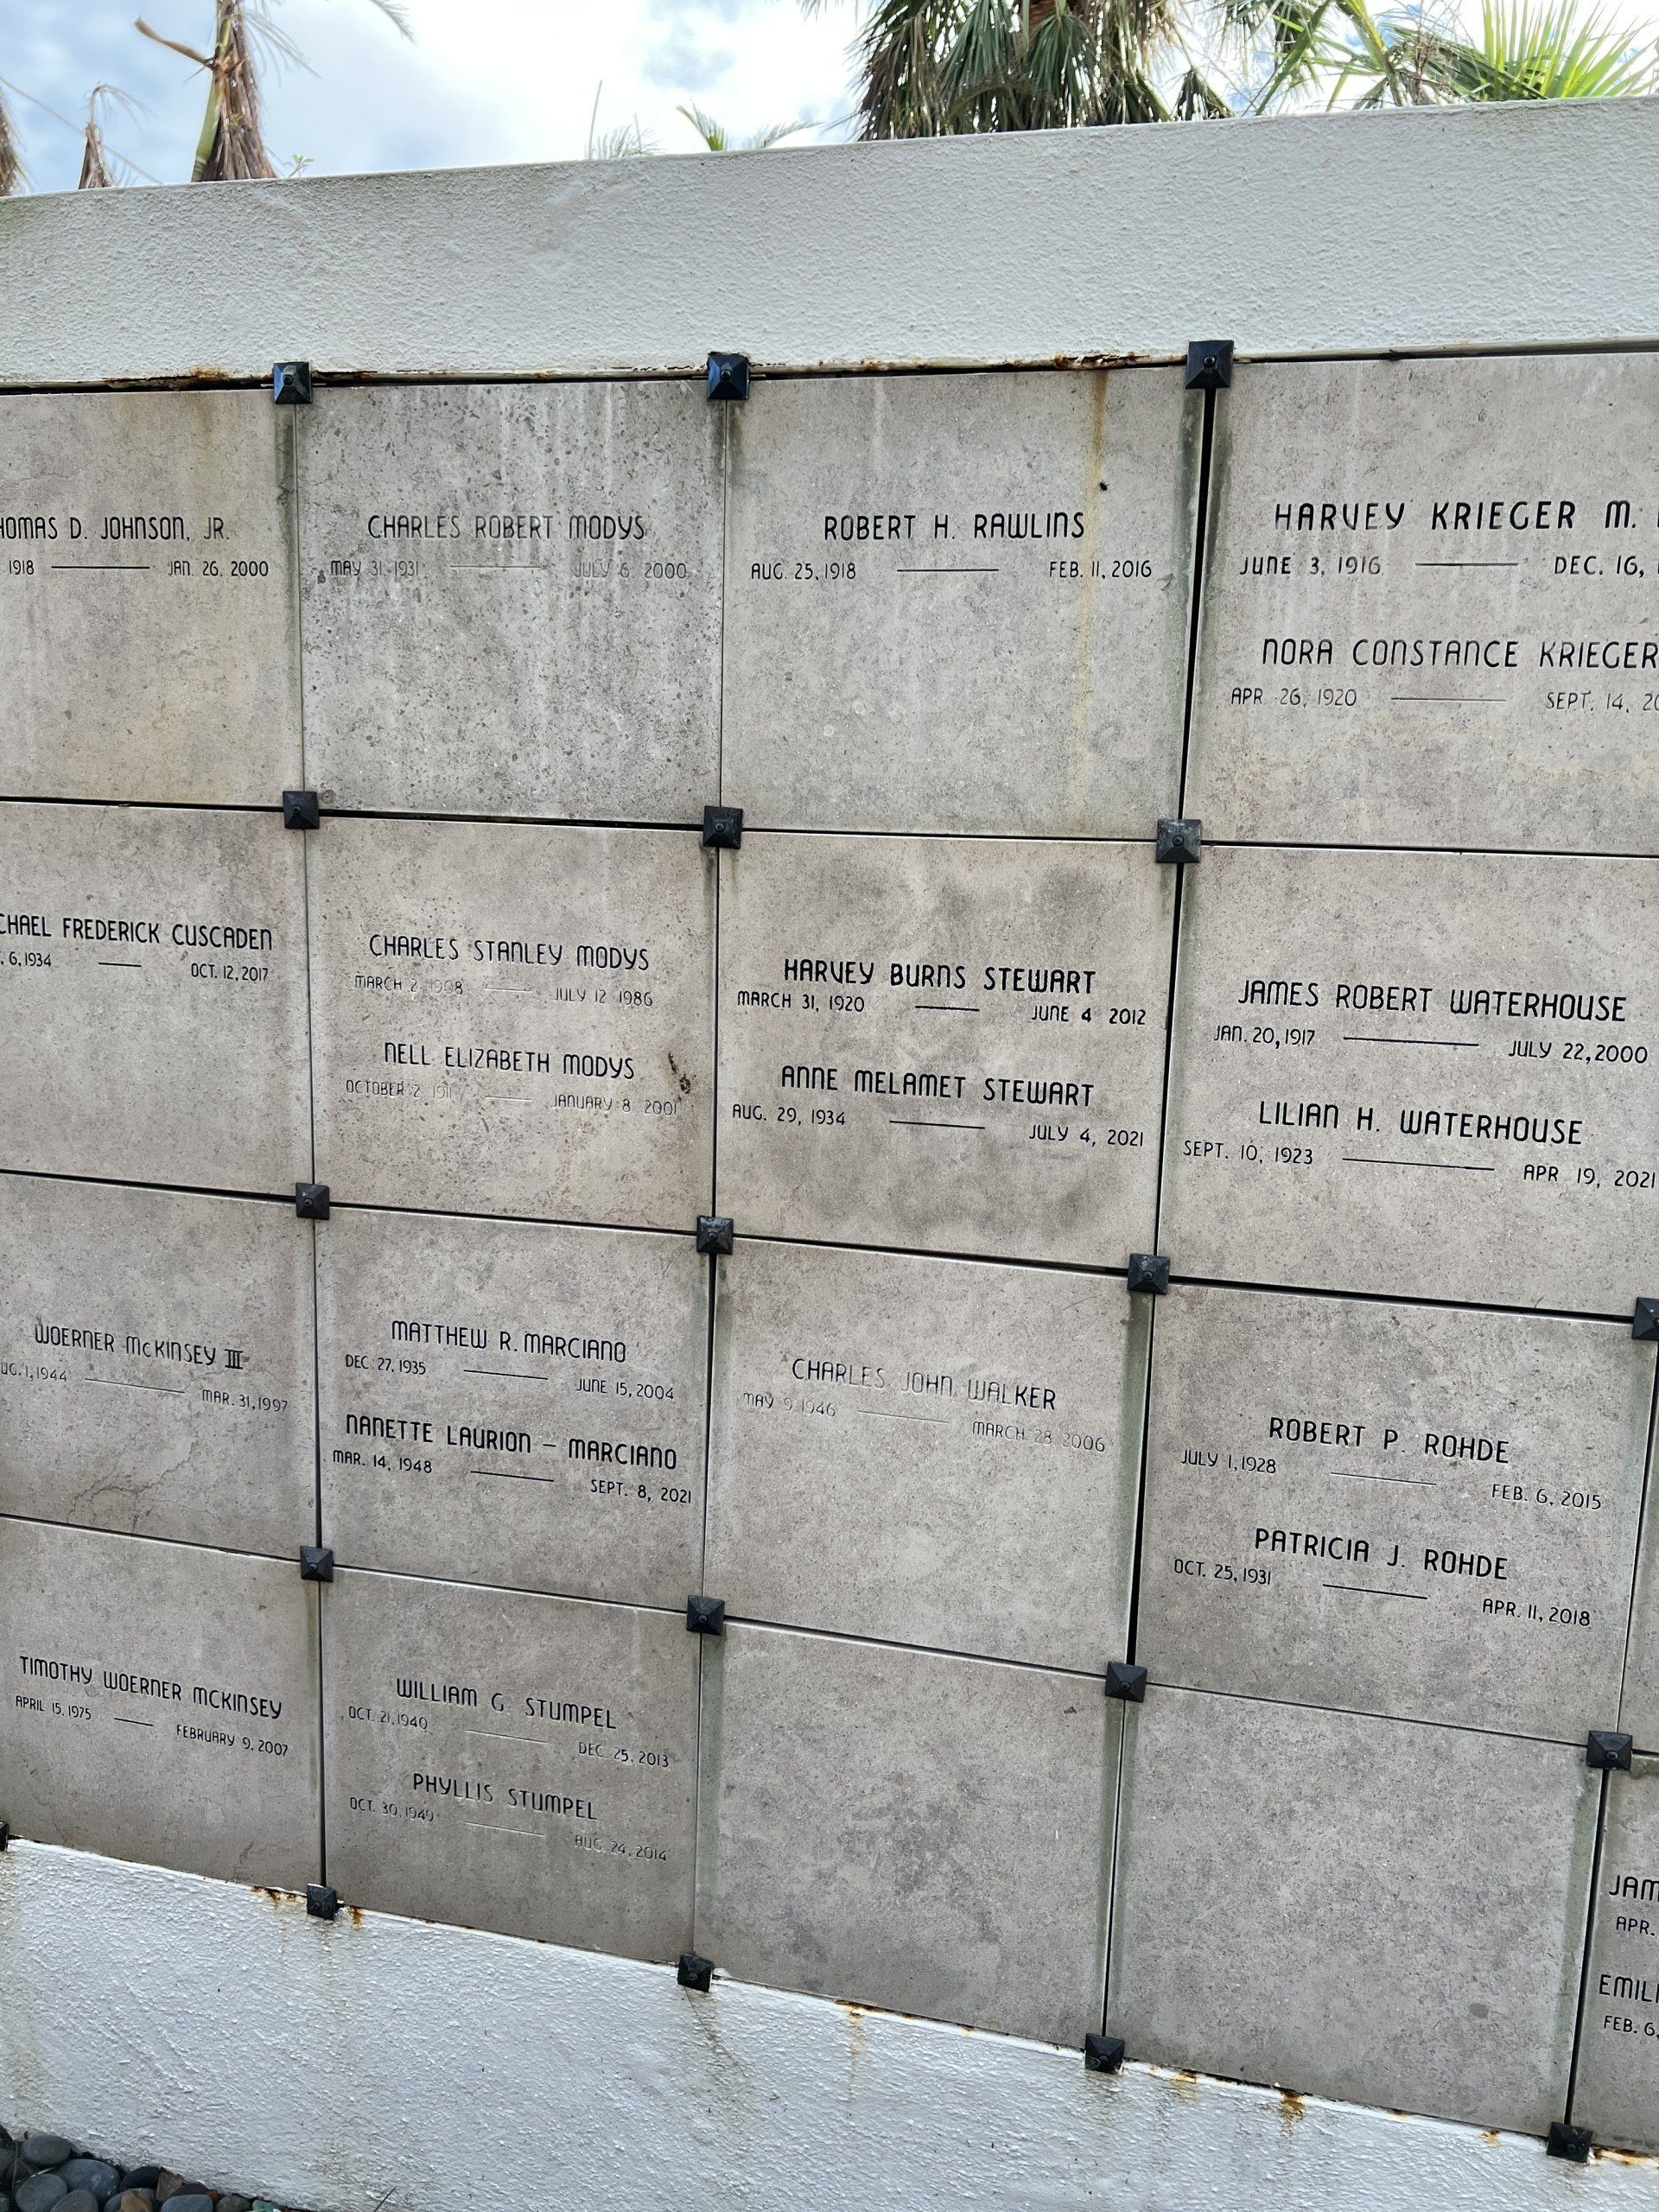 HOMAS D. JOHNSON, JR.
1918 — JAN. 26. 2000
CHARLES ROBERT MODYS
MAY 31. 1931 — JULY 6 2000
ROBERT H. RAWLINS
AUG. 25, 1918 — FEB. 11, 2016
HARVEY KRIEGER M.
JUNE 3, 1916 — DEC. 16,
NORA CONSTANCE KRIEGER
APR 26, 1920 — SEPT. 14, 20
CHAEL FREDERICK CUSCADEN
. 6, 1934 — OCT. 12, 2017
CHARLES STANLEY MODYS
MARCH 2, 1908 — JULY 12 1986
NELL ELIZABETH MODYS
OCTOBER 2, 1911 — JANUARY 8 2001
HARVEY BURNS STEWART
MARCH 31, 1920 — JUNE 4 2012
ANNE MELAMET STEWART
AUG. 29, 1934 — JULY 4, 2021
JAMES ROBERT WATERHOUSE
JAN. 20, 1917 — JULY 22, 2000
LILIAN H. WATERHOUSE
SEPT. 10, 1923 — APR 19, 2021
WOERNER McKINSEY III
UG. 1, 1944 — MAR. 31, 1997
MATTHEW R. MARCIANO
DEC. 27, 1935 — JUNE 15, 2004
NANETTE LAURION – MARCIANO
MAR. 14, 1948 — SEPT. 8, 2021
CHARLES JOHN WALKER
MAY 9 1946 — MARCH 28 2006
ROBERT P. ROHDE
JULY 1, 1928 — FEB. 6, 2015
PATRICIA J. ROHDE
OCT. 25, 1931 — APR. 11, 2018
TIMOTHY WOERNER MCKINSEY
APRIL 15, 1975 — FEBRUARY 9, 2007
WILLIAM G. STUMPEL
OCT. 21, 1940 — DEC. 25, 2013
PHYLLIS STUMPEL
OCT. 30, 1949 — AUG. 24, 2014
JAM
APR.
EMILI
FEB. 6,